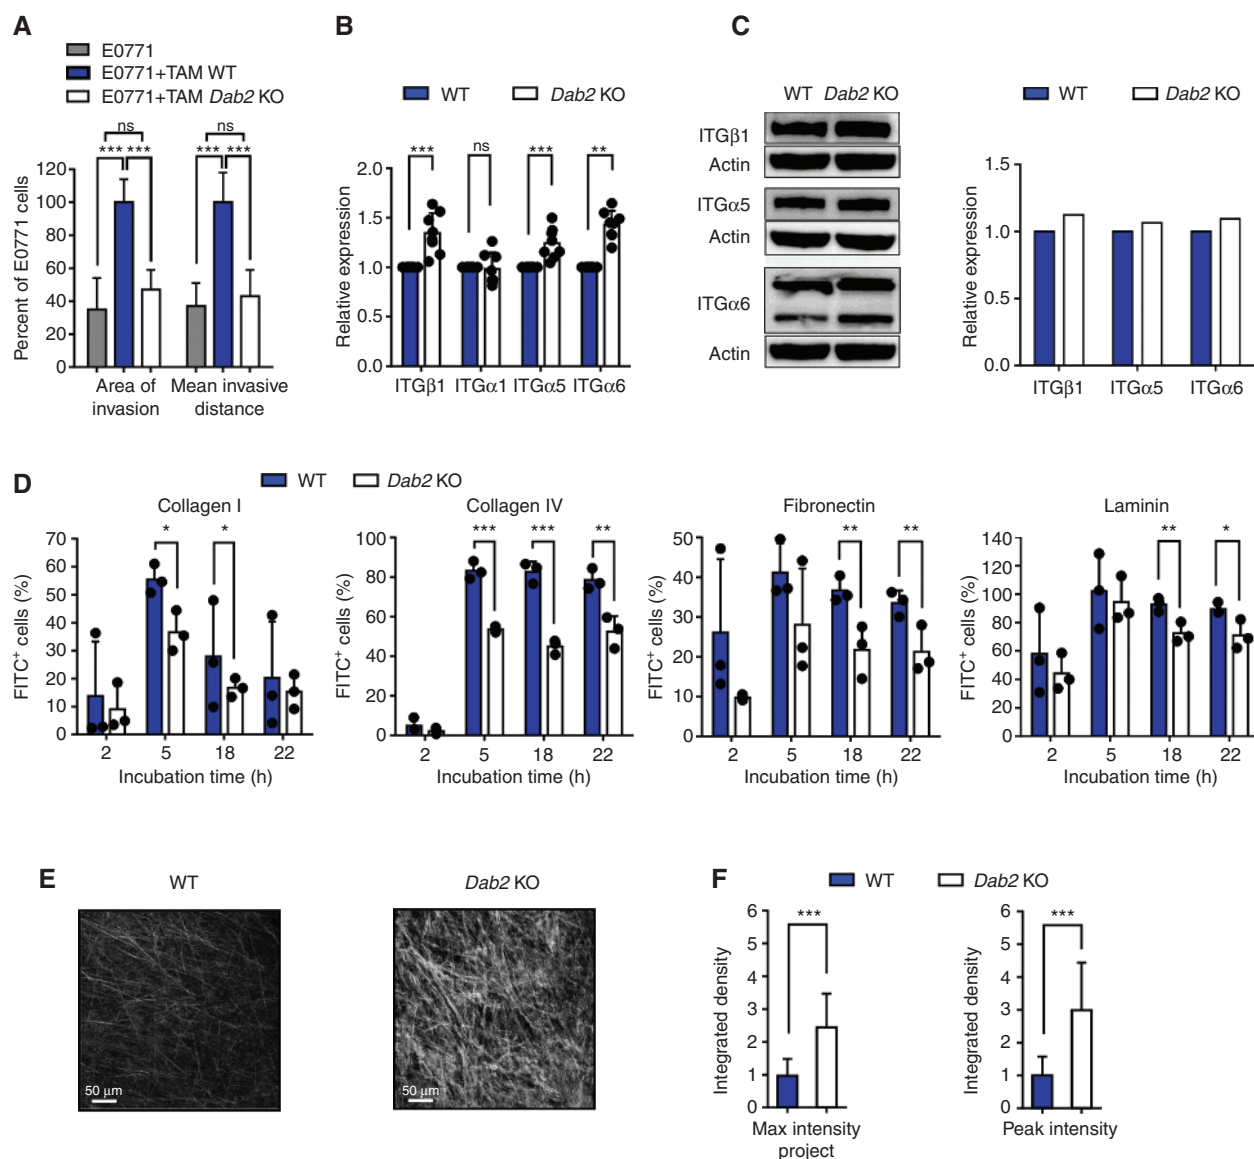 A
E0771
E0771+TAM WT
E0771+TAM Dab2 KO
ns
ns
*** ***
*** ***
Percent of E0771 cells
120
100
80
60
40
20
0
Area of
invasion
Mean invasive
distance
B
WT
Dab2 KO
***
ns
***
**
Relative expression
2.0
1.5
1.0
0.5
0.0
ITGβ1
ITGα1
ITGα5
ITGα6
C
WT Dab2 KO
ITGβ1
Actin
ITGα5
Actin
ITGα6
Actin
WT
Dab2 KO
Relative expression
1.5
1.0
0.5
0.0
ITGβ1
ITGα5
ITGα6
D
WT
Dab2 KO
Collagen I
*
*
FITC+ cells (%)
70
60
50
40
30
20
10
0
2
5
18
22
Incubation time (h)
Collagen IV
***
***
**
FITC+ cells (%)
100
80
60
40
20
0
2
5
18
22
Incubation time (h)
Fibronectin
**
**
FITC+ cells (%)
50
40
30
20
10
0
2
5
18
22
Incubation time (h)
Laminin
**
*
FITC+ cells (%)
140
120
100
80
60
40
20
0
2
5
18
22
Incubation time (h)
E
WT
Dab2 KO
50 μm
50 μm
F
WT
Dab2 KO
***
Integrated density
6
5
4
3
2
1
0
Max intensity
project
***
Integrated density
6
5
4
3
2
1
0
Peak intensity